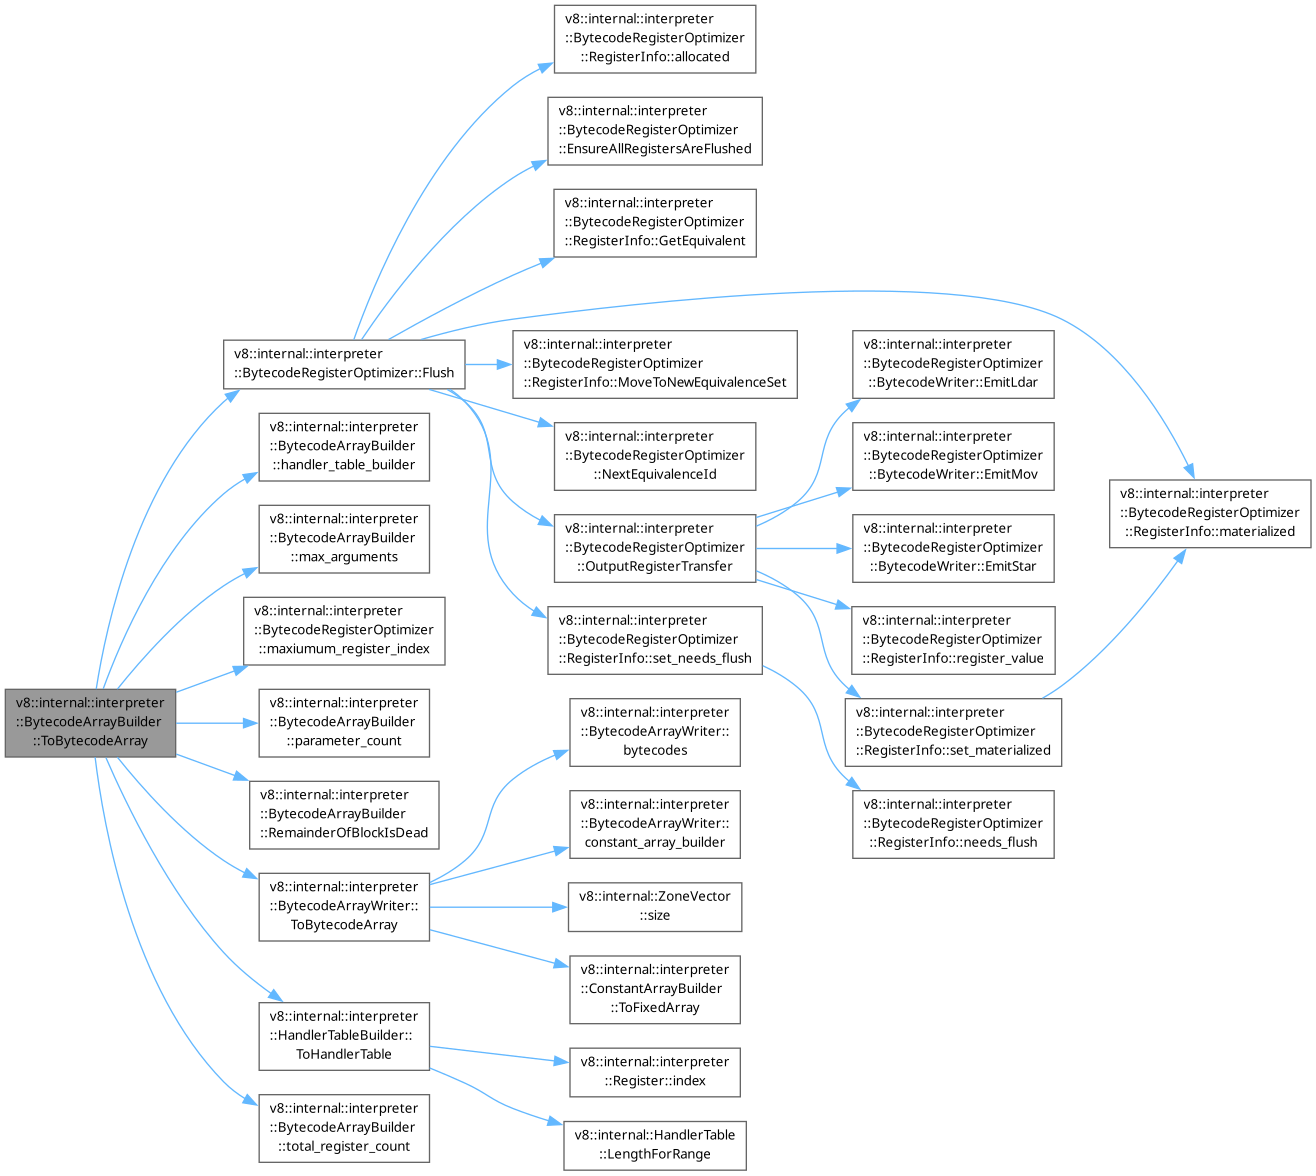 v8::internal::interpreter
::BytecodeArrayBuilder
::ToBytecodeArray
v8::internal::interpreter
::BytecodeRegisterOptimizer::Flush
v8::internal::interpreter
::BytecodeArrayBuilder
::handler_table_builder
v8::internal::interpreter
::BytecodeArrayBuilder
::max_arguments
v8::internal::interpreter
::BytecodeRegisterOptimizer
::maxiumum_register_index
v8::internal::interpreter
::BytecodeArrayBuilder
::parameter_count
v8::internal::interpreter
::BytecodeArrayBuilder
::RemainderOfBlockIsDead
v8::internal::interpreter
::BytecodeArrayWriter::
ToBytecodeArray
v8::internal::interpreter
::HandlerTableBuilder::
ToHandlerTable
v8::internal::interpreter
::BytecodeArrayBuilder
::total_register_count
v8::internal::interpreter
::BytecodeRegisterOptimizer
::RegisterInfo::allocated
v8::internal::interpreter
::BytecodeRegisterOptimizer
::EnsureAllRegistersAreFlushed
v8::internal::interpreter
::BytecodeRegisterOptimizer
::RegisterInfo::GetEquivalent
v8::internal::interpreter
::BytecodeRegisterOptimizer
::RegisterInfo::MoveToNewEquivalenceSet
v8::internal::interpreter
::BytecodeRegisterOptimizer
::NextEquivalenceId
v8::internal::interpreter
::BytecodeRegisterOptimizer
::OutputRegisterTransfer
v8::internal::interpreter
::BytecodeRegisterOptimizer
::RegisterInfo::set_needs_flush
v8::internal::interpreter
::BytecodeArrayWriter::
bytecodes
v8::internal::interpreter
::BytecodeArrayWriter::
constant_array_builder
v8::internal::ZoneVector
::size
v8::internal::interpreter
::ConstantArrayBuilder
::ToFixedArray
v8::internal::interpreter
::Register::index
v8::internal::HandlerTable
::LengthForRange
v8::internal::interpreter
::BytecodeRegisterOptimizer
::BytecodeWriter::EmitLdar
v8::internal::interpreter
::BytecodeRegisterOptimizer
::BytecodeWriter::EmitMov
v8::internal::interpreter
::BytecodeRegisterOptimizer
::BytecodeWriter::EmitStar
v8::internal::interpreter
::BytecodeRegisterOptimizer
::RegisterInfo::register_value
v8::internal::interpreter
::BytecodeRegisterOptimizer
::RegisterInfo::set_materialized
v8::internal::interpreter
::BytecodeRegisterOptimizer
::RegisterInfo::needs_flush
v8::internal::interpreter
::BytecodeRegisterOptimizer
::RegisterInfo::materialized